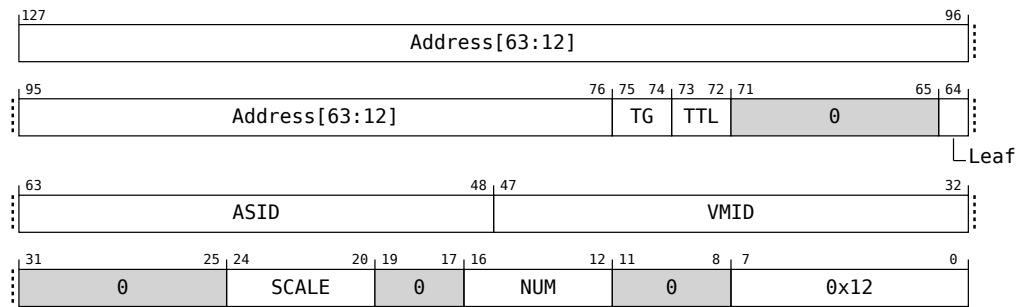 127 96
Address[63:12]
95 76 75 74 73 72 71 65 64
Address[63:12] TG TTL 0
Leaf
63 48 47 32
ASID VMID
31 25 24 20 19 17 16 12 11 8 7 0
0 SCALE 0 NUM 0 0x12